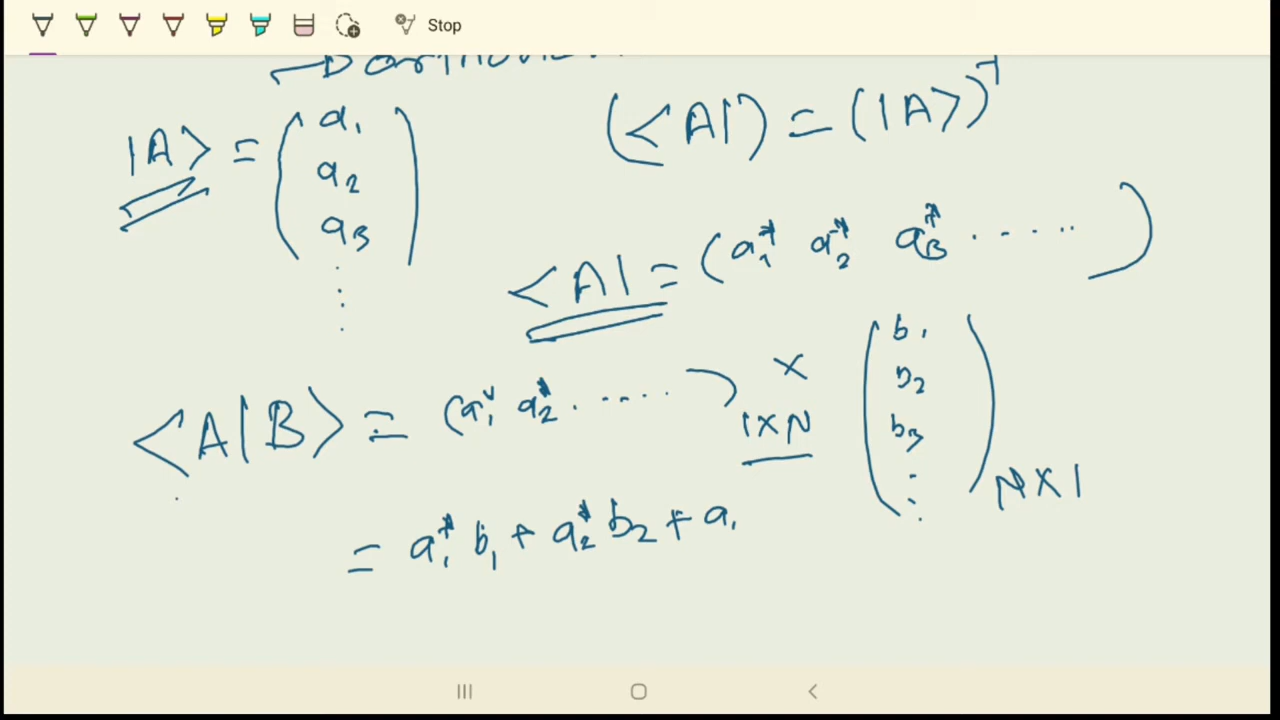 Stop
|A> = ( a₁ a₂ a₃ ⋮ )
(<A|) = (|A>)†
<A| = (a₁* a₂* a₃* ......)
<A|B> = (a₁* a₂* ......) 1×N × ( b₁ b₂ b₃ ⋮ ) N×1
= a₁* b₁ + a₂* b₂ + a₁